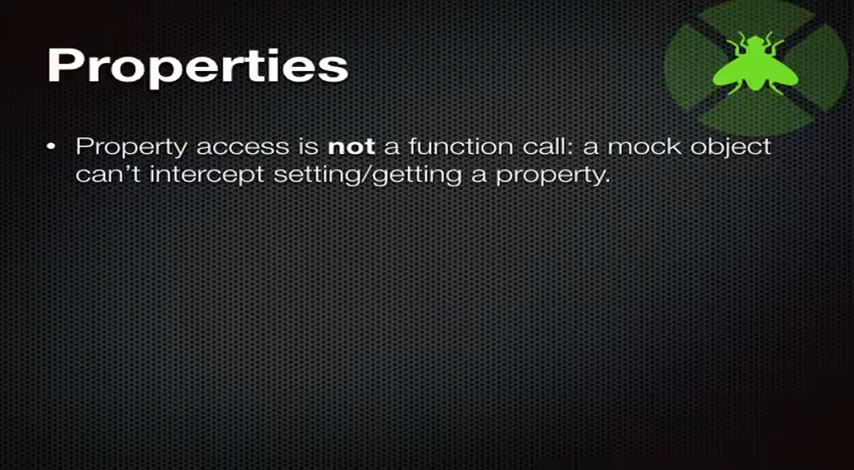 Properties
• Property access is not a function call: a mock object
can’t intercept setting/getting a property.